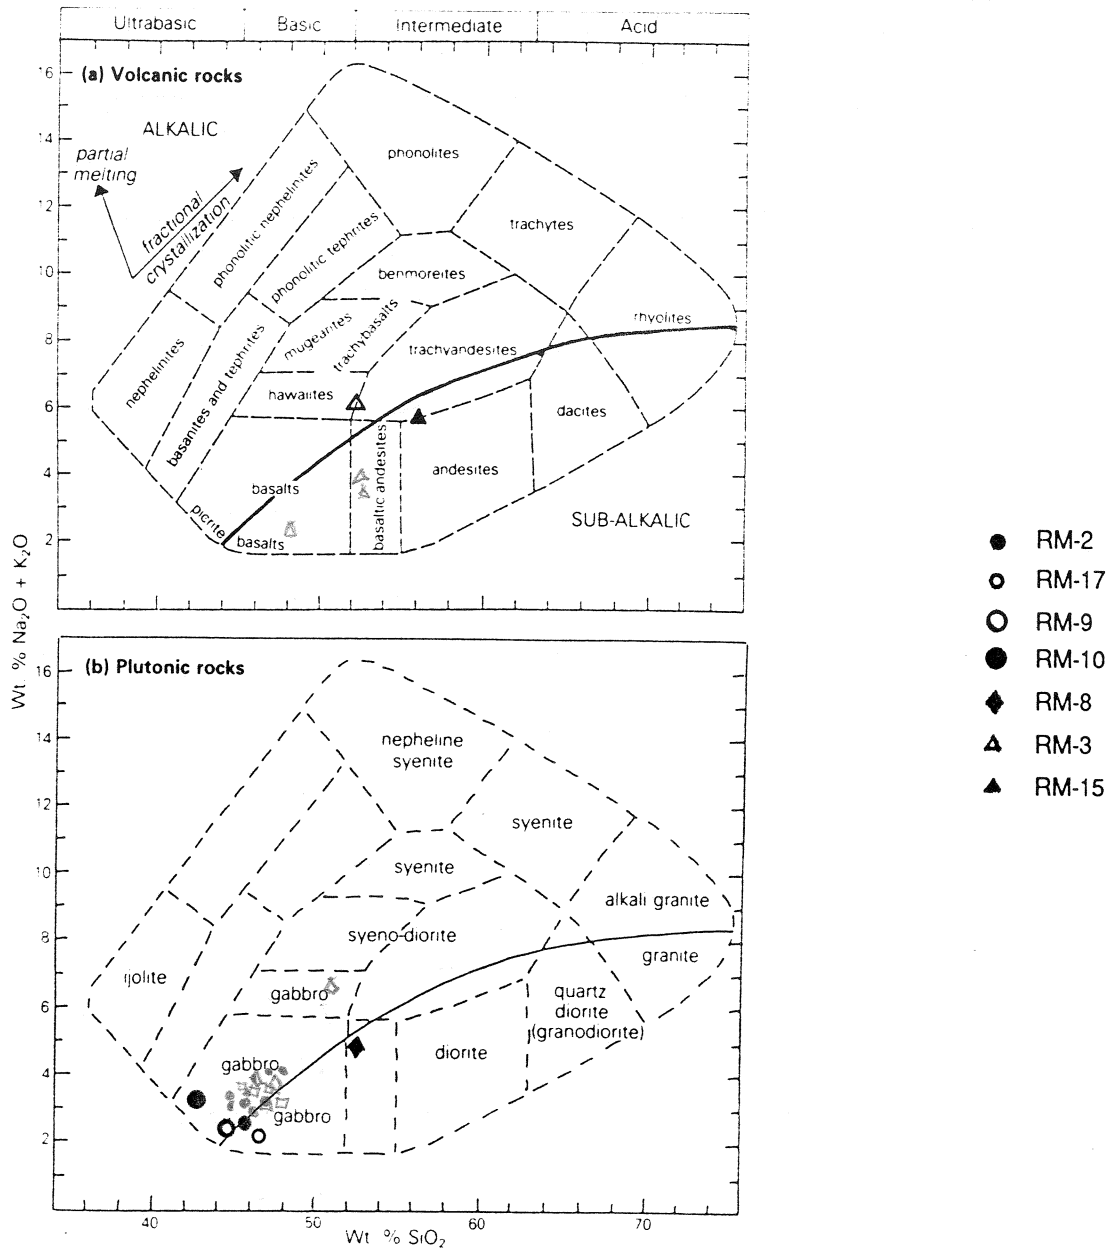 Ultrabasic Basic Intermediate Acid
16
(a) Volcanic rocks
ALKALIC
14
partial
melting
fractional
crystallization
phonolites
phonolitic nephelinites
12
trachytes
phonolitic tephrites
10
benmoreites
8
mugearites
trachybasalts
rhyolites
trachyandesites
nephelinites
basanites and tephrites
hawaiites
6
dacites
4
andesites
basaltic andesites
basalts
picrite
SUB-ALKALIC
2
basalts
Wt % Na2O + K2O
RM-2
RM-17
RM-9
RM-10
RM-8
RM-3
RM-15
(b) Plutonic rocks
16
14
nepheline
syenite
12
syenite
10
syenite
alkali granite
8
syeno-diorite
granite
ijolite
6
gabbro
quartz
diorite
(granodiorite)
4
gabbro
diorite
gabbro
2
40 50 60 70
Wt % SiO2